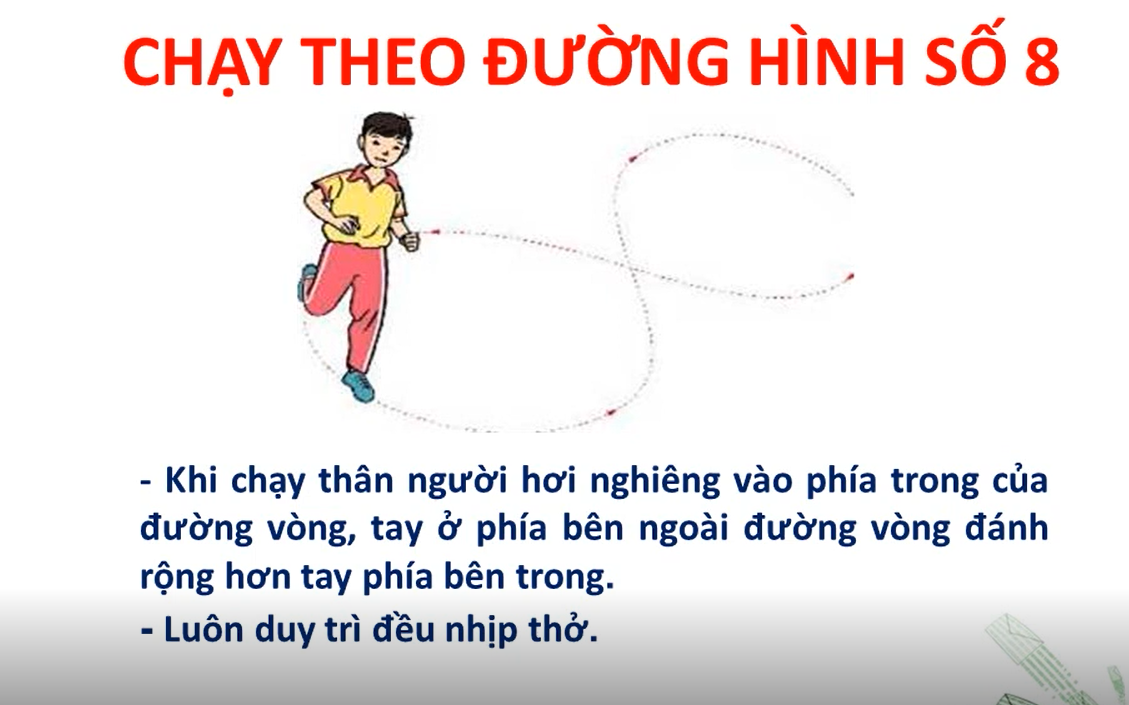 CHẠY THEO ĐƯỜNG HÌNH SỐ 8
- Khi chạy thân người hơi nghiêng vào phía trong của
đường vòng, tay ở phía bên ngoài đường vòng đánh
rộng hơn tay phía bên trong.
- Luôn duy trì đều nhịp thở.